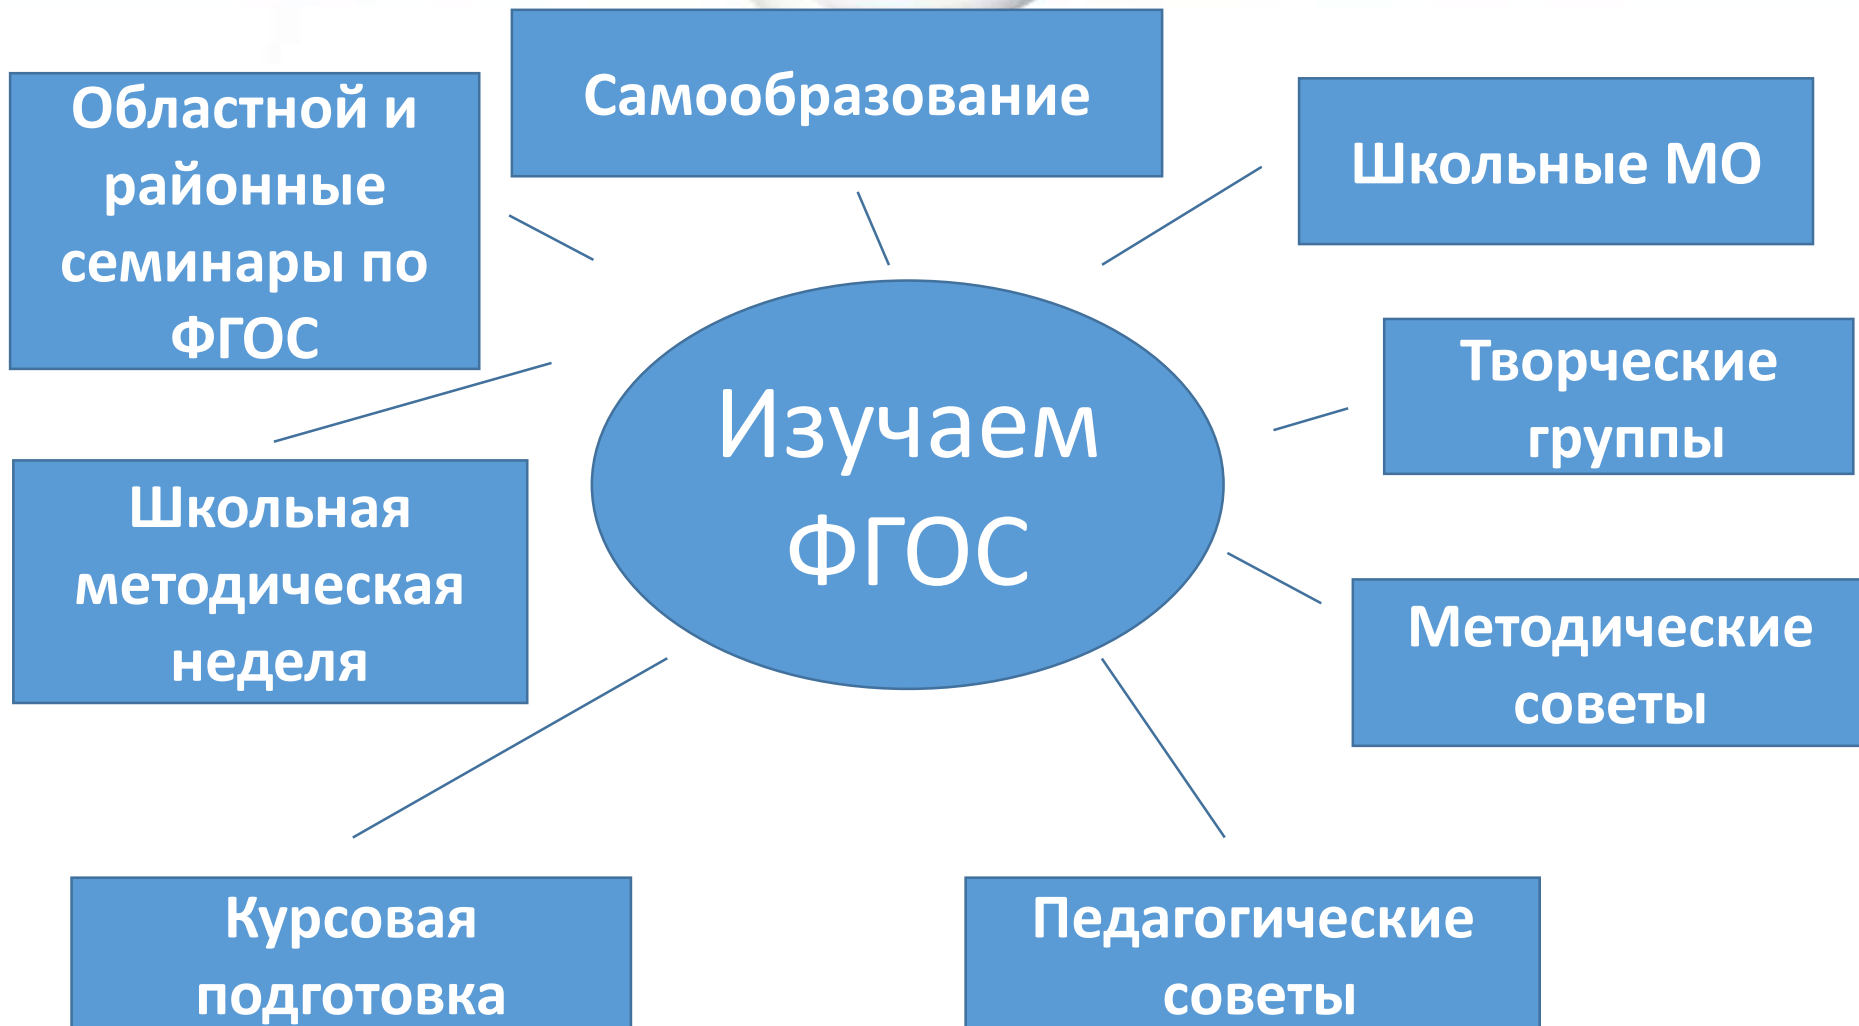 Самообразование
Областной и
районные
семинары по
ФГОС
Школьные МО
Творческие
группы
Изучаем
ФГОС
Школьная
методическая
неделя
Методические
советы
Курсовая
подготовка
Педагогические
советы